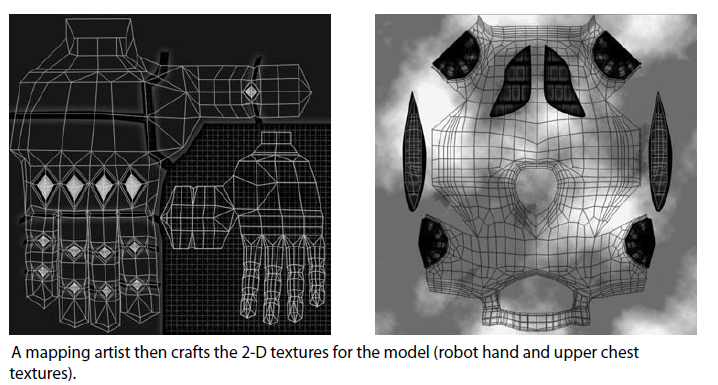 A mapping artist then crafts the 2-D textures for the model (robot hand and upper chest
textures).